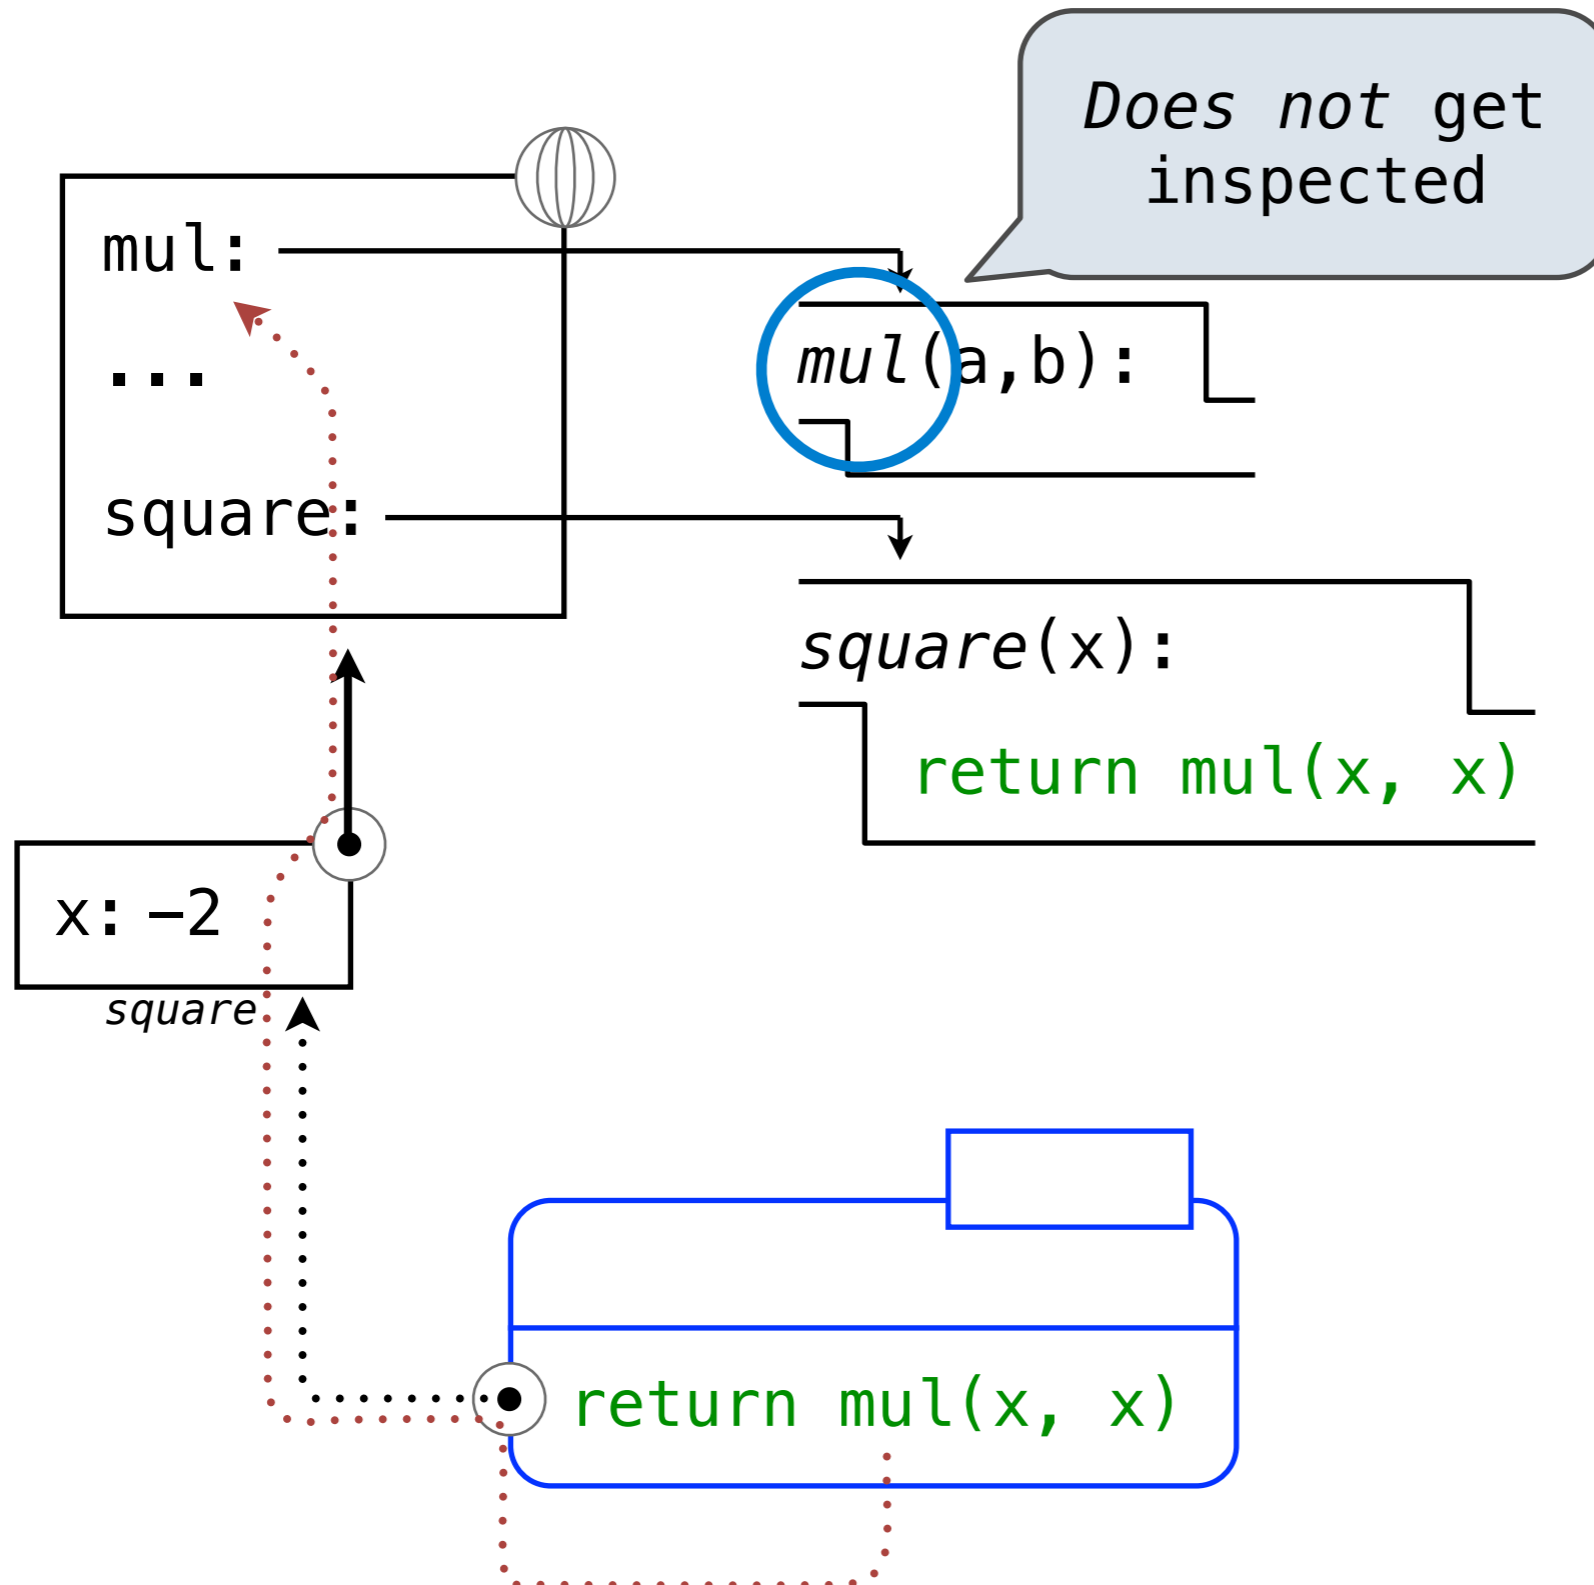 Does not get
inspected
mul:
mul(a,b):
...
square:
square(x):
return mul(x, x)
x: −2
square
return mul(x, x)